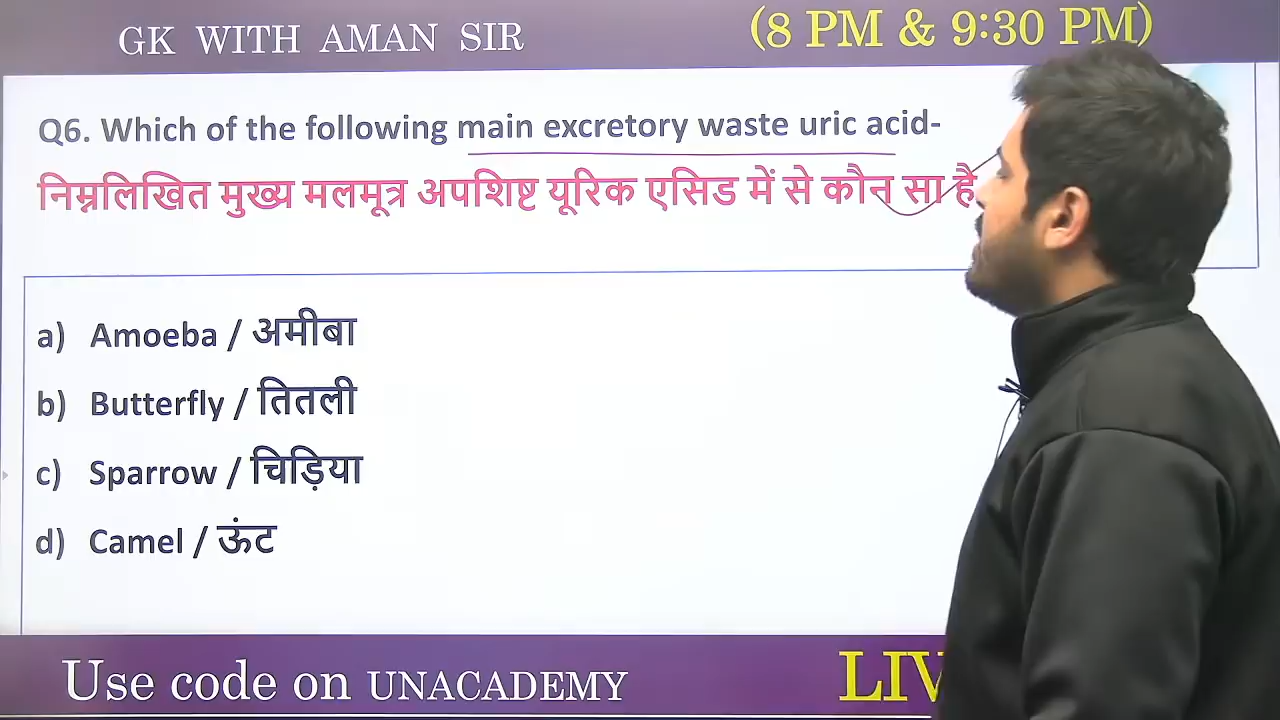 GK WITH AMAN SIR
(8 PM & 9:30 PM)
Q6. Which of the following main excretory waste uric acid-
निम्नलिखित मुख्य मलमूत्र अपशिष्ट यूरिक एसिड में से कौन सा है
a) Amoeba / अमीबा
b) Butterfly / तितली
c) Sparrow / चिड़िया
d) Camel / ऊंट
Use code on UNACADEMY